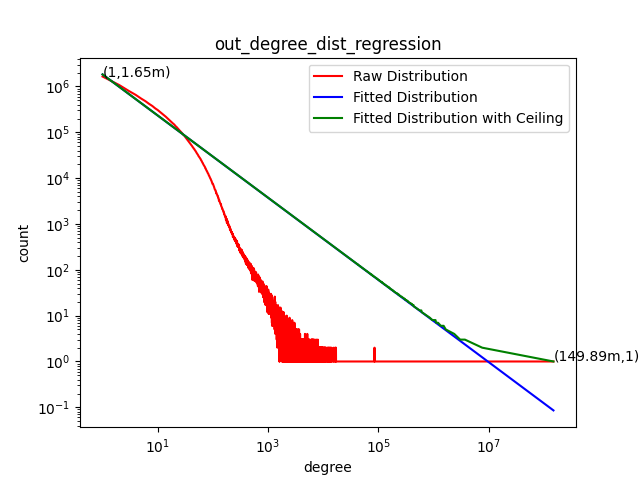 out_degree_dist_regression
(1,1.65m)
Raw Distribution
Fitted Distribution
Fitted Distribution with Ceiling
10^6
10^5
10^4
10^3
10^2
10^1
10^0
10^−1
count
(149.89m,1)
10^1
10^3
10^5
10^7
degree